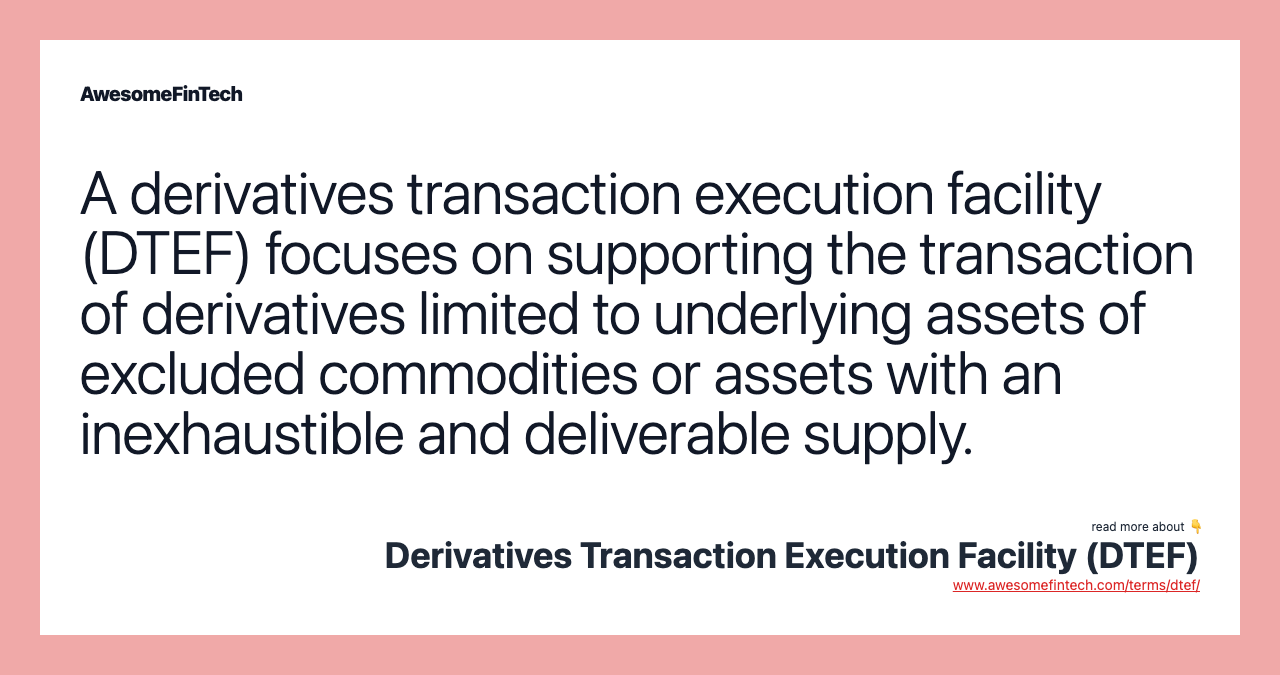 AwesomeFinTech
A derivatives transaction execution facility
(DTEF) focuses on supporting the transaction
of derivatives limited to underlying assets of
excluded commodities or assets with an
inexhaustible and deliverable supply.
read more about 👇
Derivatives Transaction Execution Facility (DTEF)
www.awesomefintech.com/terms/dtef/